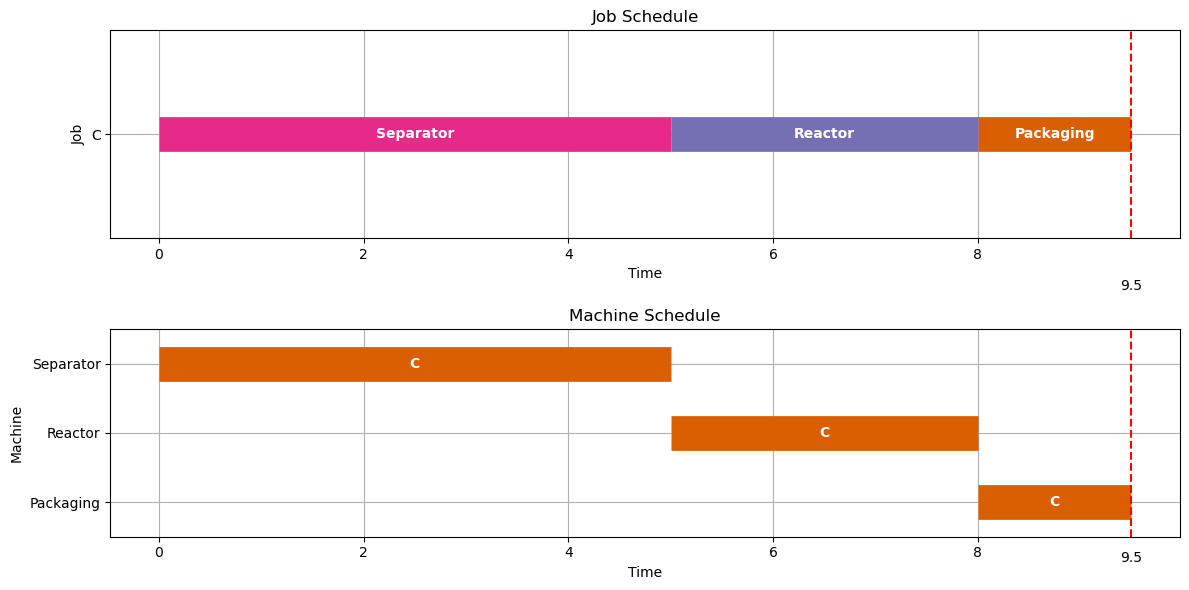 Job Schedule
Job
C
Separator Reactor Packaging
0 2 4 6 8
Time
9.5
Machine Schedule
Machine
Separator C
Reactor C
Packaging C
0 2 4 6 8 9.5
Time